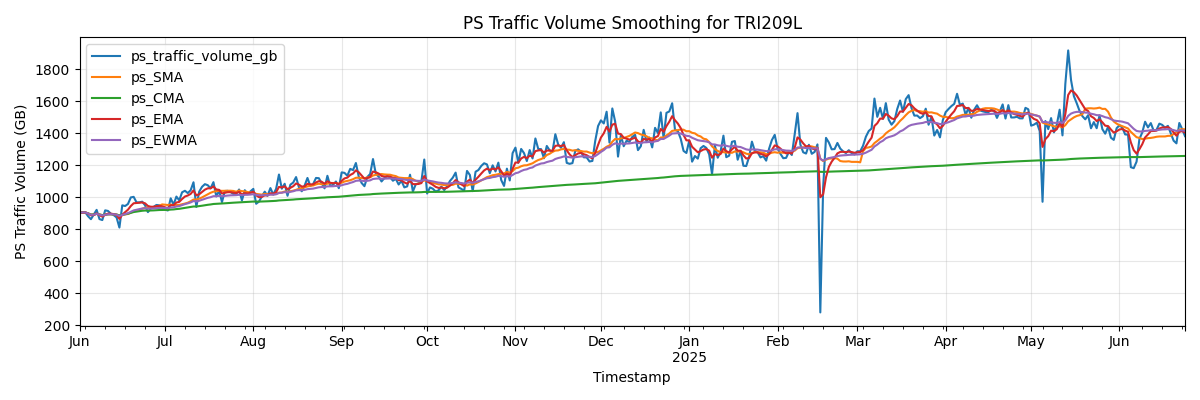 PS Traffic Volume Smoothing for TRI209L
ps_traffic_volume_gb
ps_SMA
ps_CMA
ps_EMA
ps_EWMA
PS Traffic Volume (GB)
1800
1600
1400
1200
1000
800
600
400
200
Jun Jul Aug Sep Oct Nov Dec Jan Feb Mar Apr May Jun
2025
Timestamp